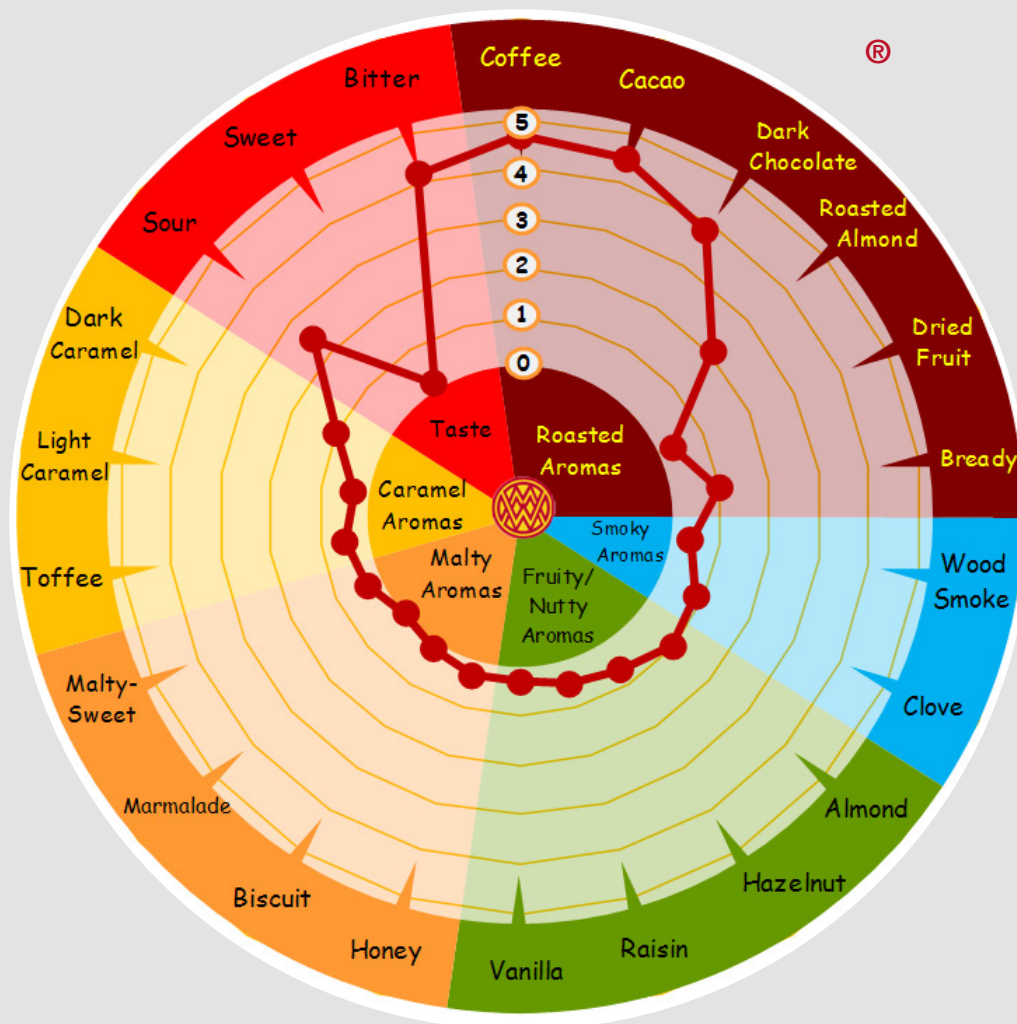 ®
Coffee
Cacao
Dark
Chocolate
Roasted
Almond
Dried
Fruit
Bready
Wood
Smoke
Clove
Almond
Hazelnut
Raisin
Vanilla
Honey
Biscuit
Marmalade
Malty-
Sweet
Toffee
Light
Caramel
Dark
Caramel
Sour
Sweet
Bitter
5
4
3
2
1
0
Taste
Roasted
Aromas
Caramel
Aromas
Smoky
Aromas
Malty
Aromas
Fruity/
Nutty
Aromas